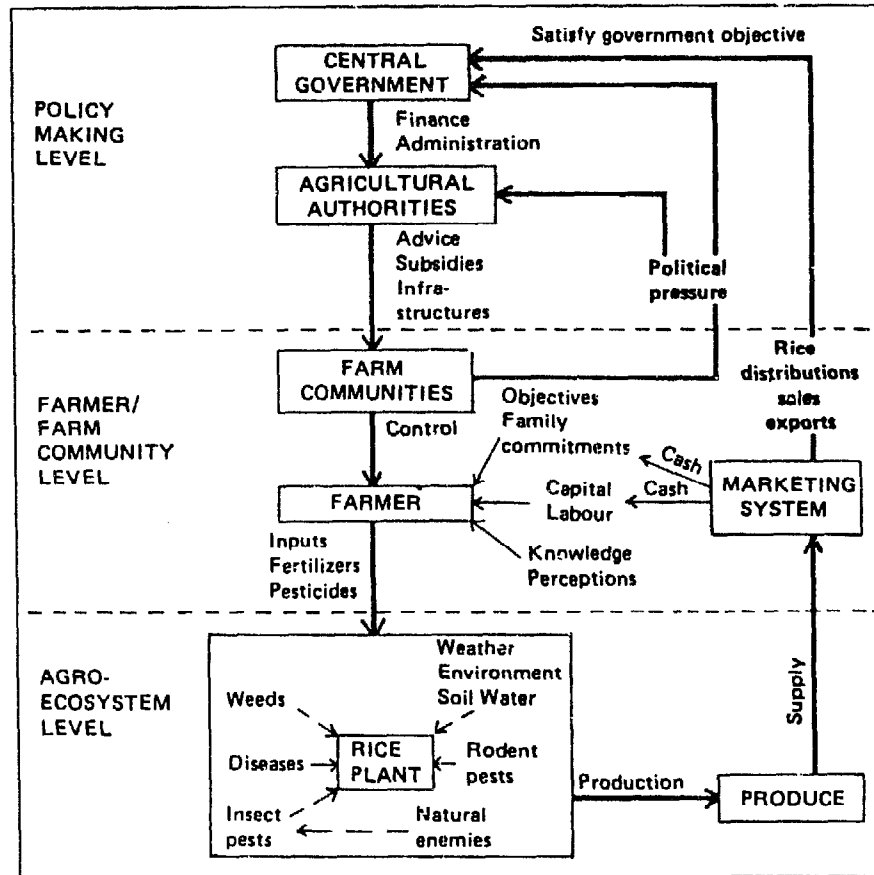 Satisfy government objective
CENTRAL
GOVERNMENT
POLICY
MAKING
LEVEL
Finance
Administration
AGRICULTURAL
AUTHORITIES
Advice
Subsidies
Infra-
structures
Political
pressure
FARM
COMMUNITIES
Rice
distributions
sales
exports
FARMER/
FARM
COMMUNITY
LEVEL
Control
Objectives
Family
commitments
Cash
FARMER
Capital
Labour
Cash
MARKETING
SYSTEM
Inputs
Fertilizers
Pesticides
Knowledge
Perceptions
AGRO-
ECOSYSTEM
LEVEL
Weather
Environment
Soil Water
Weeds
RICE
PLANT
Diseases
Rodent
pests
Insect
pests
Natural
enemies
Production
Supply
PRODUCE